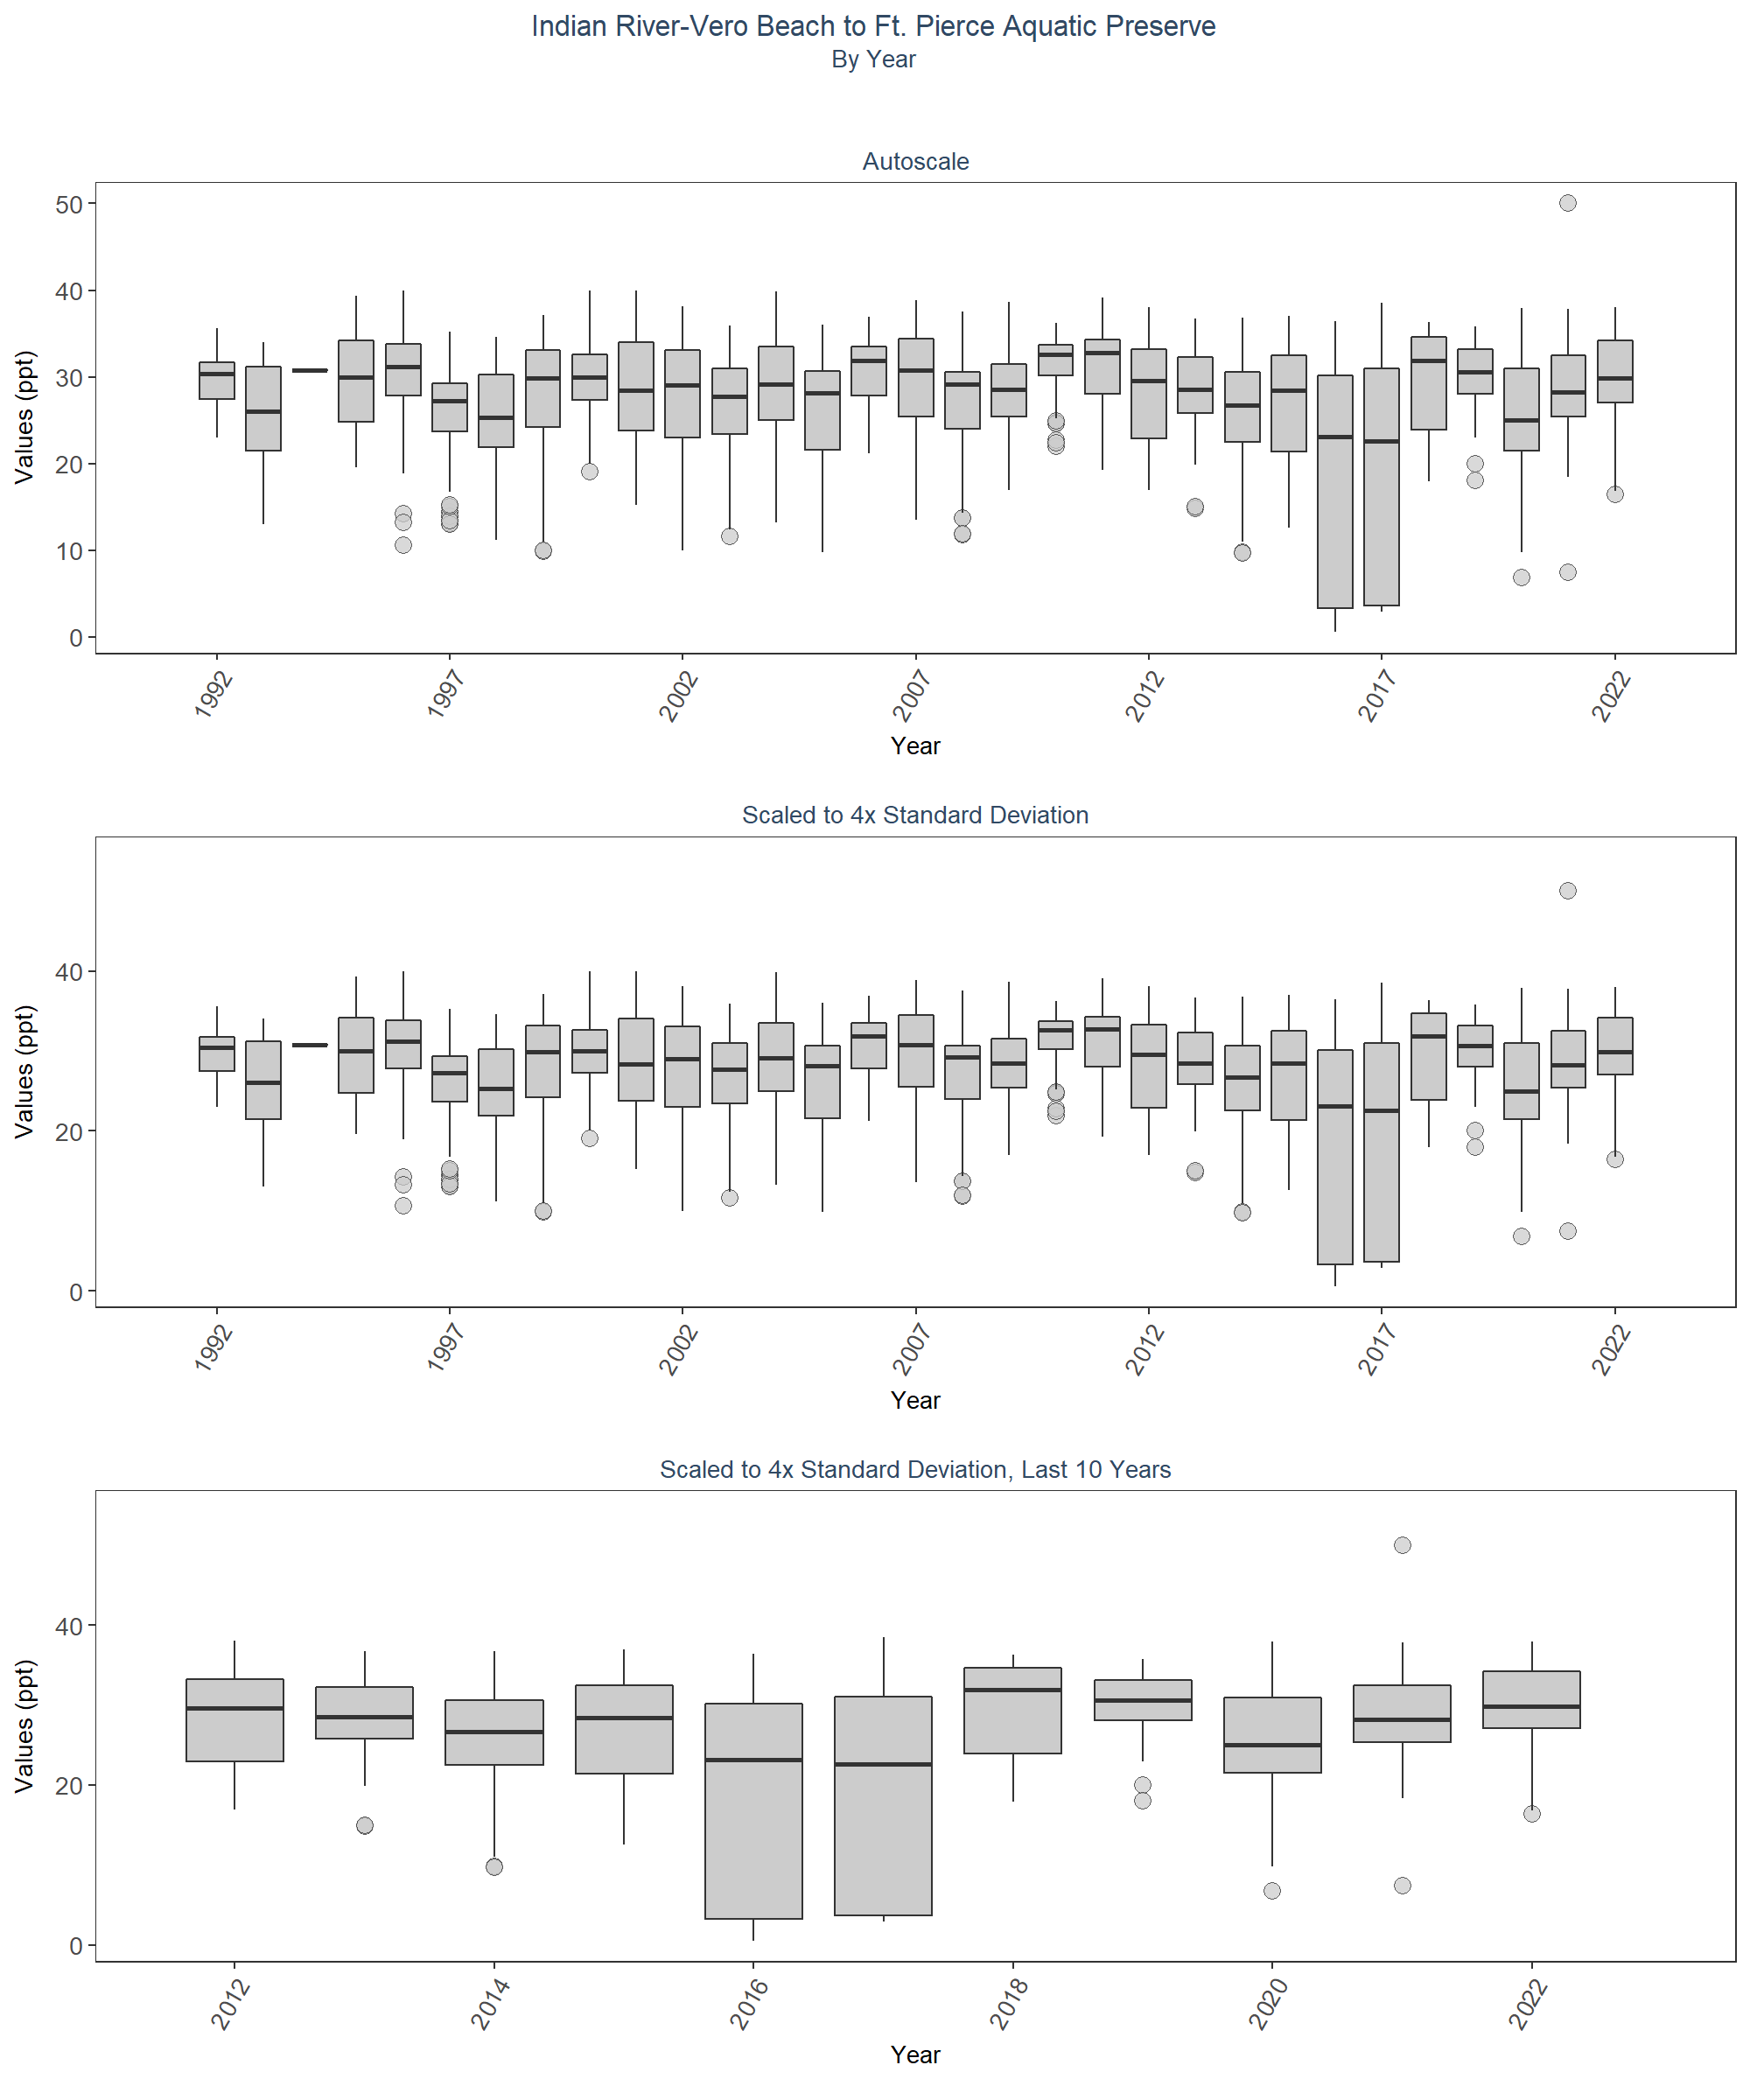 Indian River-Vero Beach to Ft. Pierce Aquatic Preserve
By Year
Autoscale
Values (ppt)
50
40
30
20
10
0
1992
1997
2002
2007
2012
2017
2022
Year
Scaled to 4x Standard Deviation
Values (ppt)
40
20
0
1992
1997
2002
2007
2012
2017
2022
Year
Scaled to 4x Standard Deviation, Last 10 Years
Values (ppt)
40
20
0
2012
2014
2016
2018
2020
2022
Year